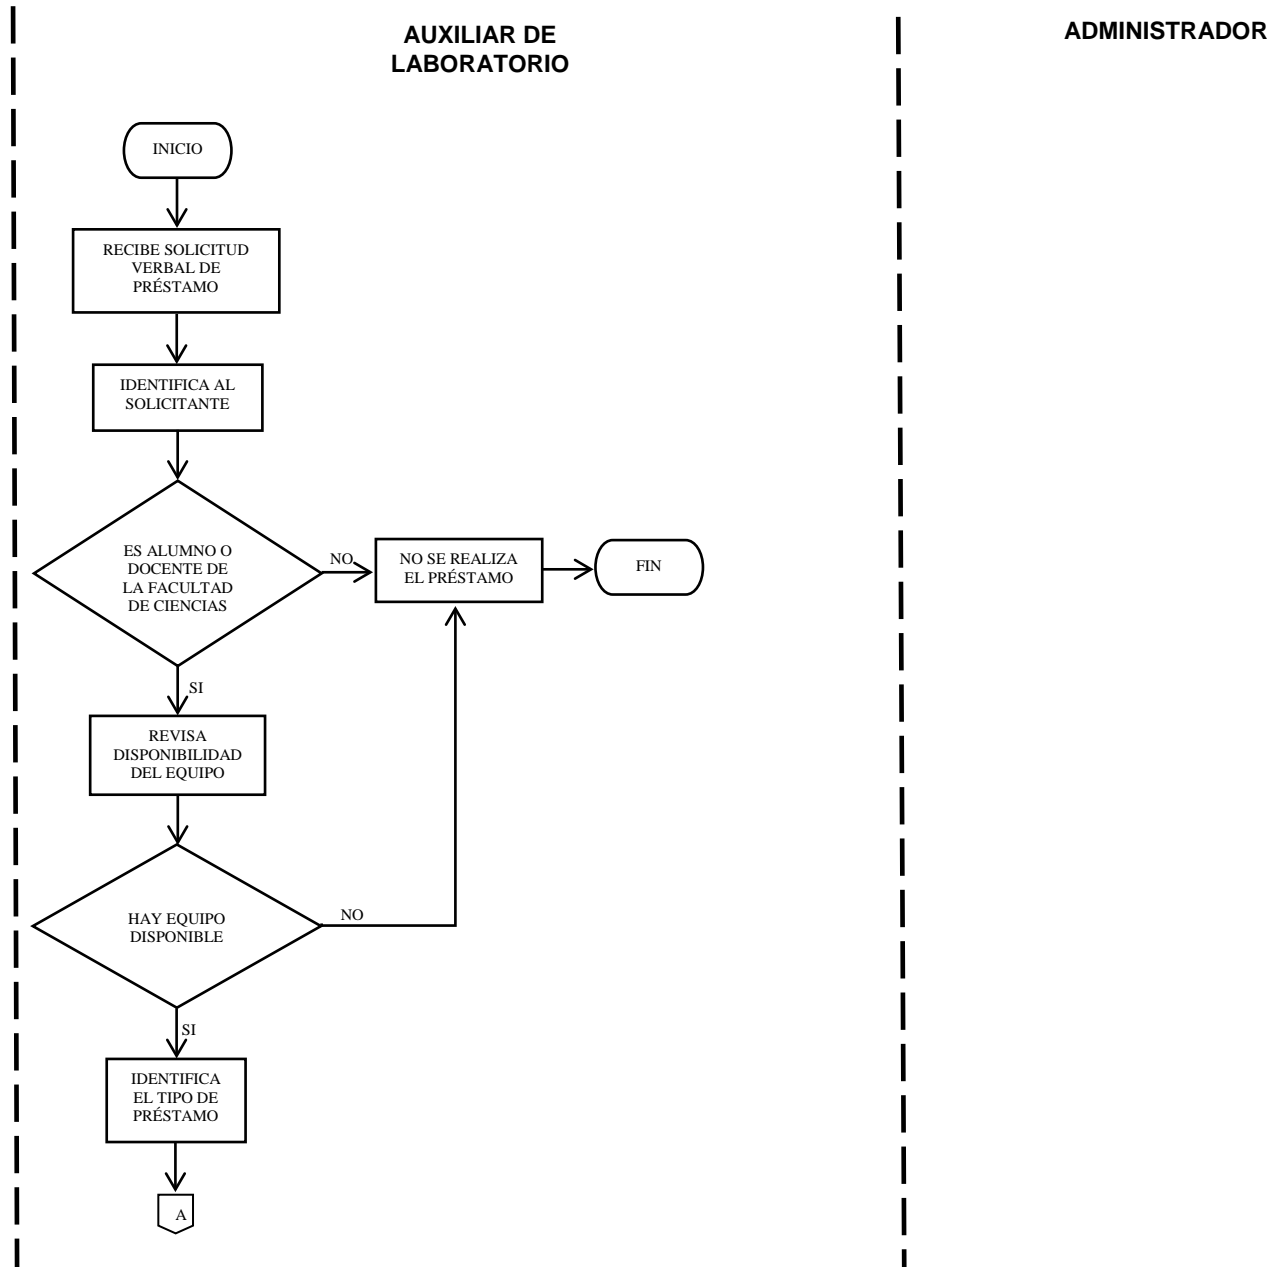 AUXILIAR DE
LABORATORIO
ADMINISTRADOR
INICIO
RECIBE SOLICITUD
VERBAL DE
PRÉSTAMO
IDENTIFICA AL
SOLICITANTE
ES ALUMNO O
DOCENTE DE
LA FACULTAD
DE CIENCIAS
NO
NO SE REALIZA
EL PRÉSTAMO
FIN
SI
REVISA
DISPONIBILIDAD
DEL EQUIPO
HAY EQUIPO
DISPONIBLE
NO
SI
IDENTIFICA
EL TIPO DE
PRÉSTAMO
A